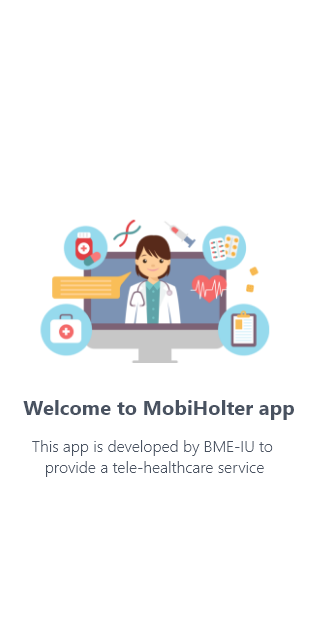 Welcome to MobiHolter app
This app is developed by BME-IU to
provide a tele-healthcare service